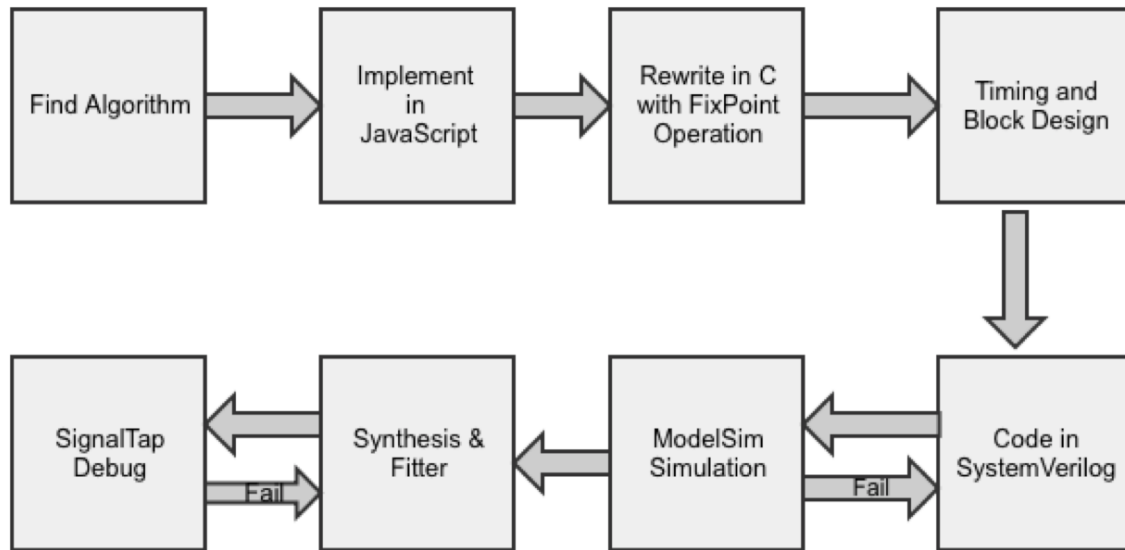 Find Algorithm
Implement
in
JavaScript
Rewrite in C
with FixPoint
Operation
Timing and
Block Design
SignalTap
Debug
Fail
Synthesis &
Fitter
ModelSim
Simulation
Fail
Code in
SystemVerilog